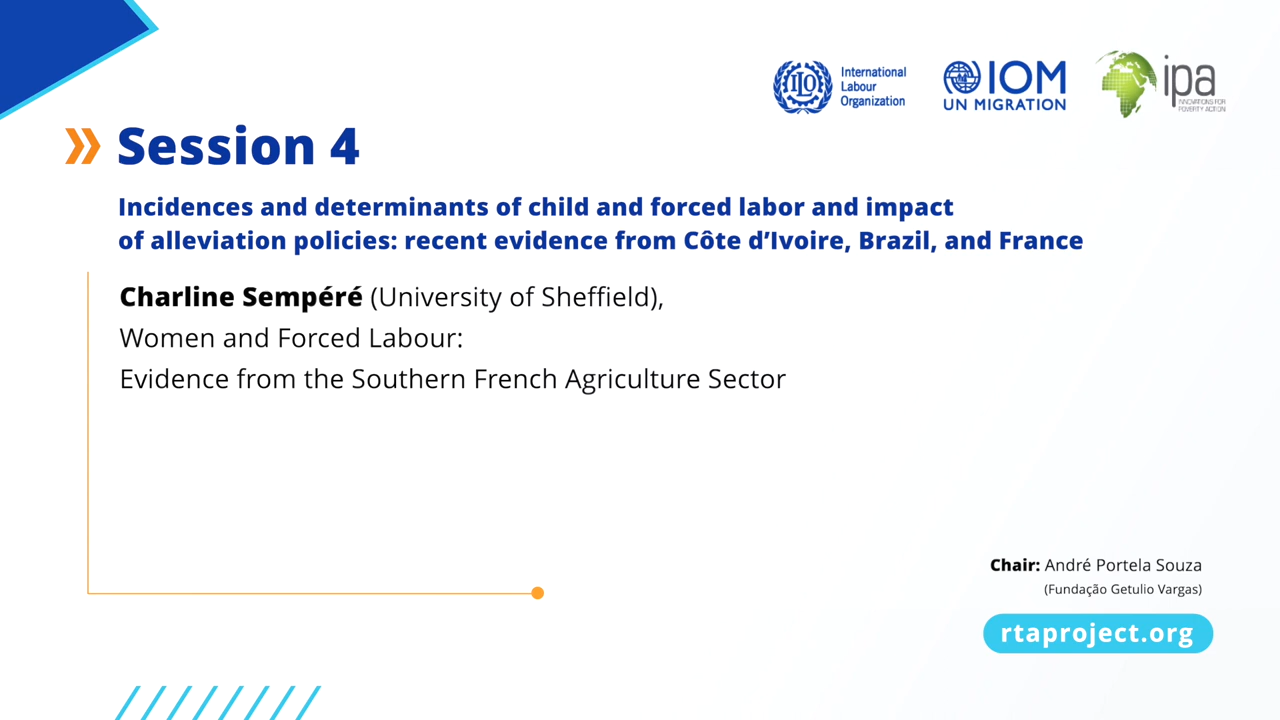 International
Labour
Organization
IOM
UN MIGRATION
ipa
INNOVATIONS FOR
POVERTY ACTION
Session 4
Incidences and determinants of child and forced labor and impact
of alleviation policies: recent evidence from Côte d’Ivoire, Brazil, and France
Charline Sempéré (University of Sheffield),
Women and Forced Labour:
Evidence from the Southern French Agriculture Sector
Chair: André Portela Souza
(Fundação Getulio Vargas)
rtaproject.org